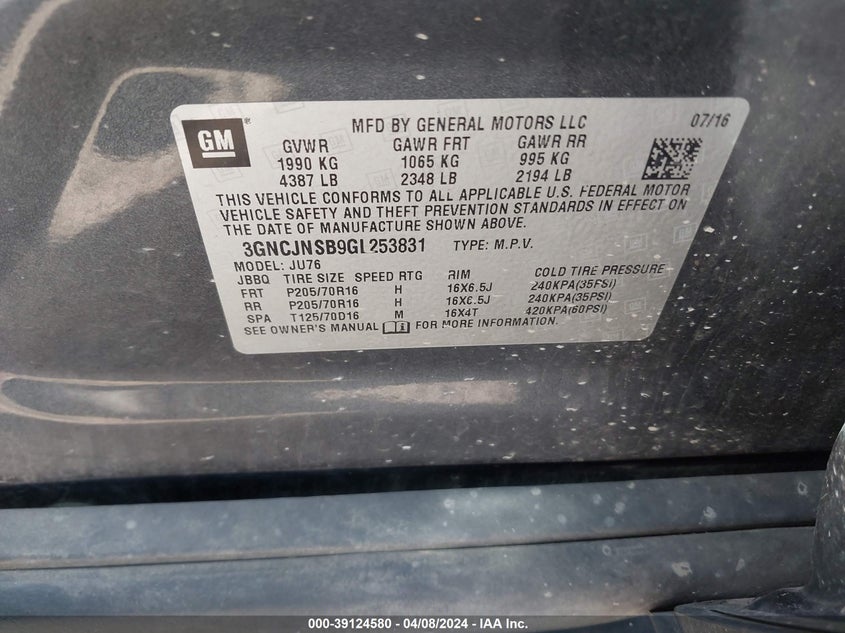 GM
MFD BY GENERAL MOTORS LLC 07/16
GVWR GAWR FRT GAWR RR
1990 KG 1065 KG 995 KG
4387 LB 2348 LB 2194 LB
THIS VEHICLE CONFORMS TO ALL APPLICABLE U.S. FEDERAL MOTOR
VEHICLE SAFETY AND THEFT PREVENTION STANDARDS IN EFFECT ON
THE DATE OF MANUFACTURE SHOWN ABOVE.
3GNCJNSB9GL253831 TYPE: M.P.V.
MODEL: JU76
JBBQ TIRE SIZE SPEED RTG RIM COLD TIRE PRESSURE
FRT P205/70R16 H 16X6.5J 240KPA(35PSI)
RR P205/70R16 H 16X6.5J 240KPA(35PSI)
SPA T125/70D16 M 16X4T 420KPA(60PSI)
SEE OWNER'S MANUAL FOR MORE INFORMATION.
000-39124580 - 04/08/2024 - IAA Inc.